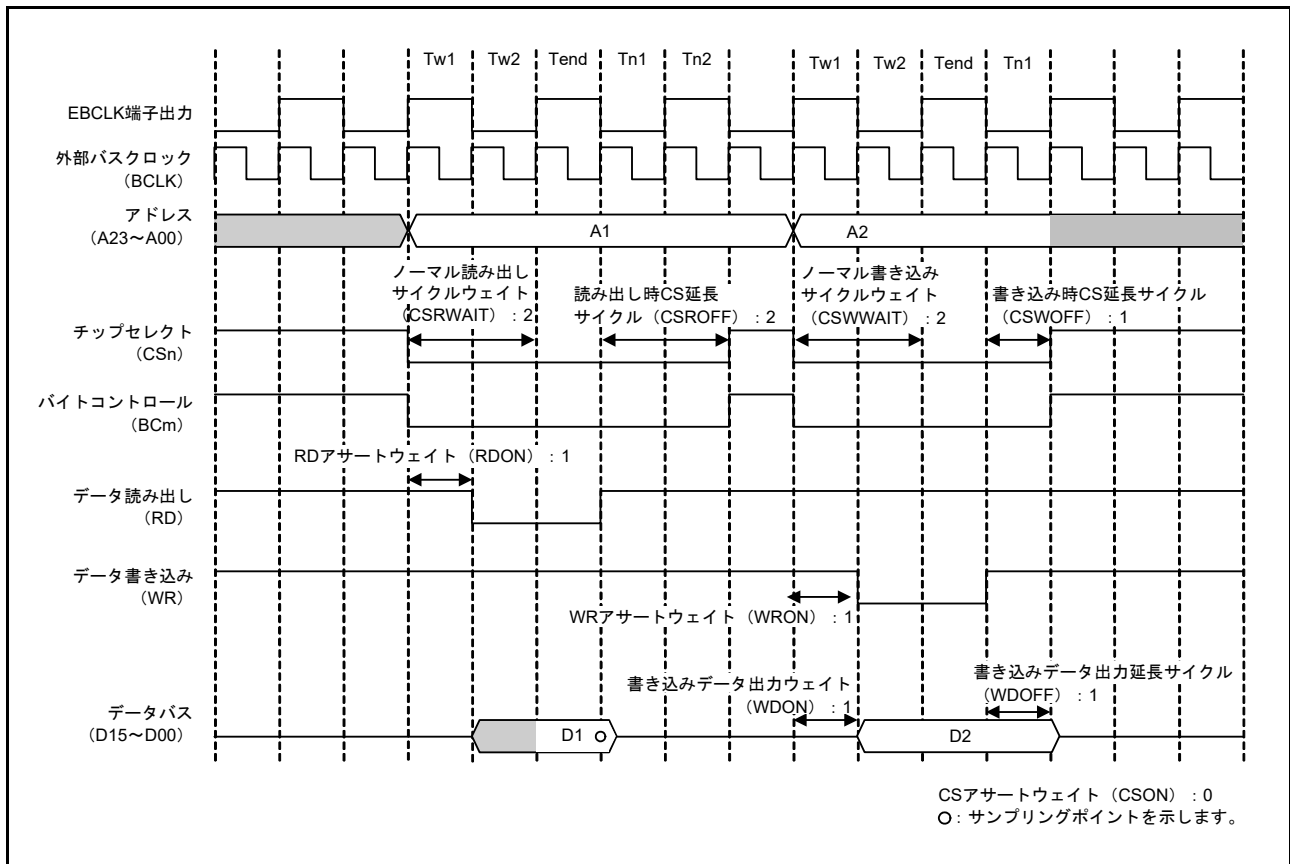 Tw1 Tw2 Tend Tn1 Tn2 Tw1 Tw2 Tend Tn1
EBCLK端子出力
外部バスクロック
（BCLK）
アドレス
（A23～A00）
A1
A2
ノーマル読み出し
サイクルウェイト
（CSRWAIT）：2
読み出し時CS延長
サイクル（CSROFF）：2
ノーマル書き込み
サイクルウェイト
（CSWWAIT）：2
書き込み時CS延長サイクル
（CSWOFF）：1
チップセレクト
（CSn）
バイトコントロール
（BCm）
RDアサートウェイト（RDON）：1
データ読み出し
（RD）
データ書き込み
（WR）
WRアサートウェイト（WRON）：1
書き込みデータ出力ウェイト
（WDON）：1
書き込みデータ出力延長サイクル
（WDOFF）：1
データバス
（D15～D00）
D1
D2
CSアサートウェイト（CSON）：0
：サンプリングポイントを示します。